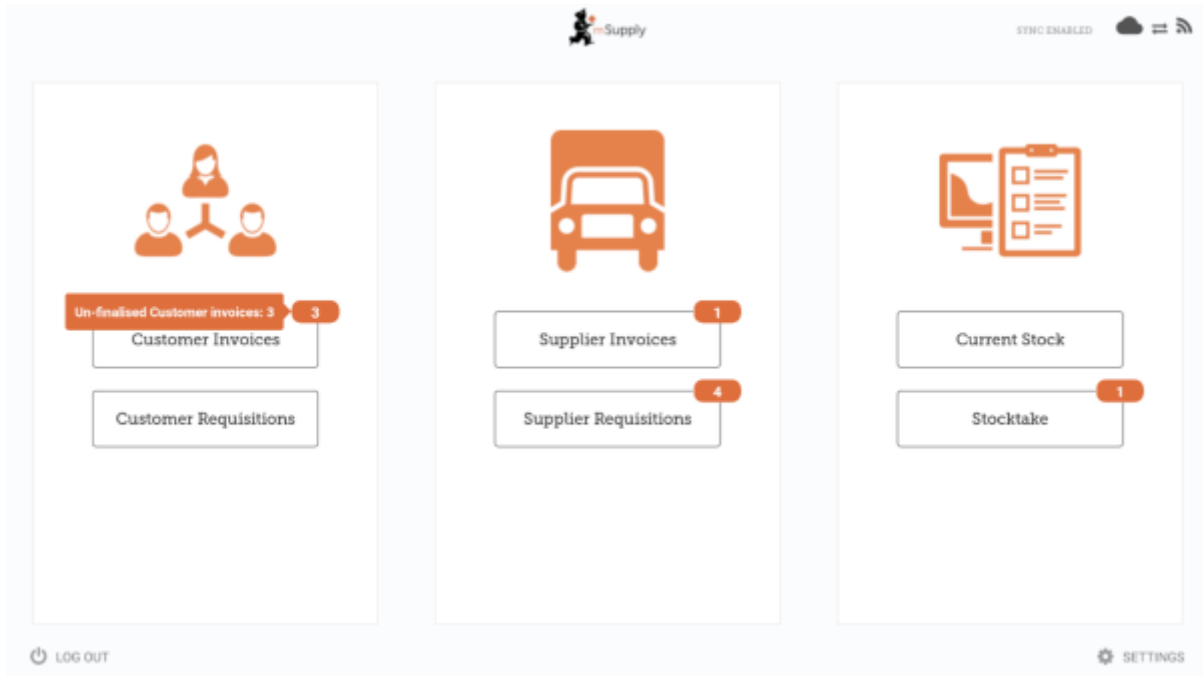 mSupply
SYNC ENABLED
Un-finalised Customer invoices: 3
3
Customer Invoices
Customer Requisitions
1
Supplier Invoices
4
Supplier Requisitions
Current Stock
1
Stocktake
LOG OUT
SETTINGS